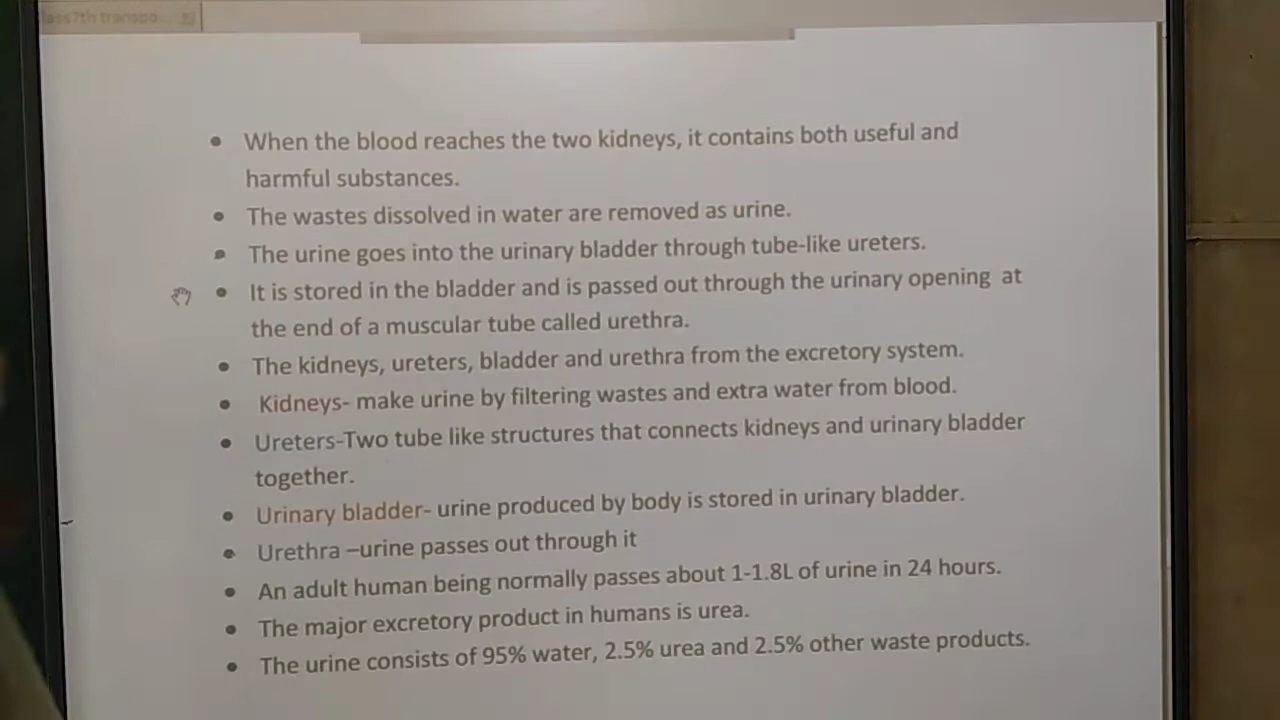 lass7th transpo...
• When the blood reaches the two kidneys, it contains both useful and
harmful substances.
• The wastes dissolved in water are removed as urine.
• The urine goes into the urinary bladder through tube-like ureters.
• It is stored in the bladder and is passed out through the urinary opening at
the end of a muscular tube called urethra.
• The kidneys, ureters, bladder and urethra from the excretory system.
• Kidneys- make urine by filtering wastes and extra water from blood.
• Ureters-Two tube like structures that connects kidneys and urinary bladder
together.
• Urinary bladder- urine produced by body is stored in urinary bladder.
• Urethra –urine passes out through it
• An adult human being normally passes about 1-1.8L of urine in 24 hours.
• The major excretory product in humans is urea.
• The urine consists of 95% water, 2.5% urea and 2.5% other waste products.